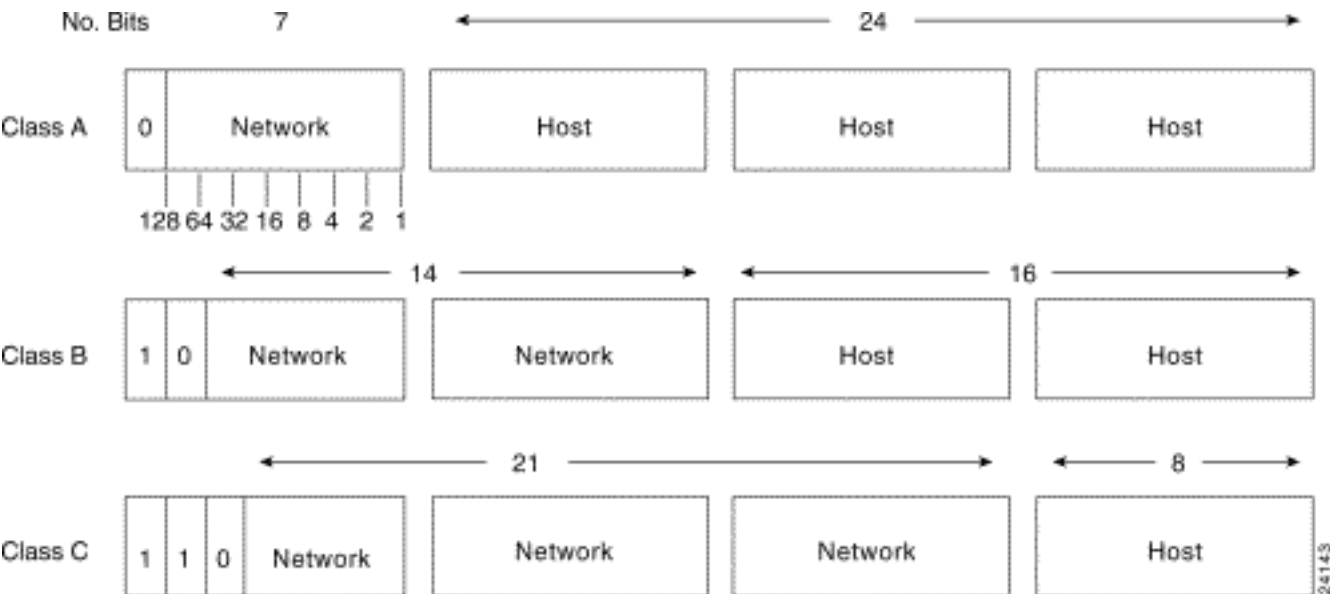 No. Bits 7 24
Class A 0 Network Host Host Host
128 64 32 16 8 4 2 1
14 16
Class B 1 0 Network Network Host Host
21 8
Class C 1 1 0 Network Network Network Host
24143